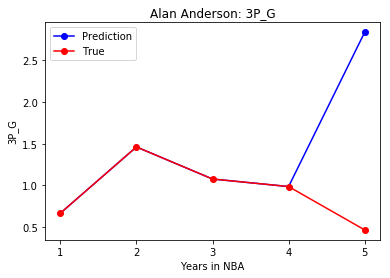 Alan Anderson: 3P_G
Prediction
True
3P_G
2.5
2.0
1.5
1.0
0.5
1 2 3 4 5
Years in NBA